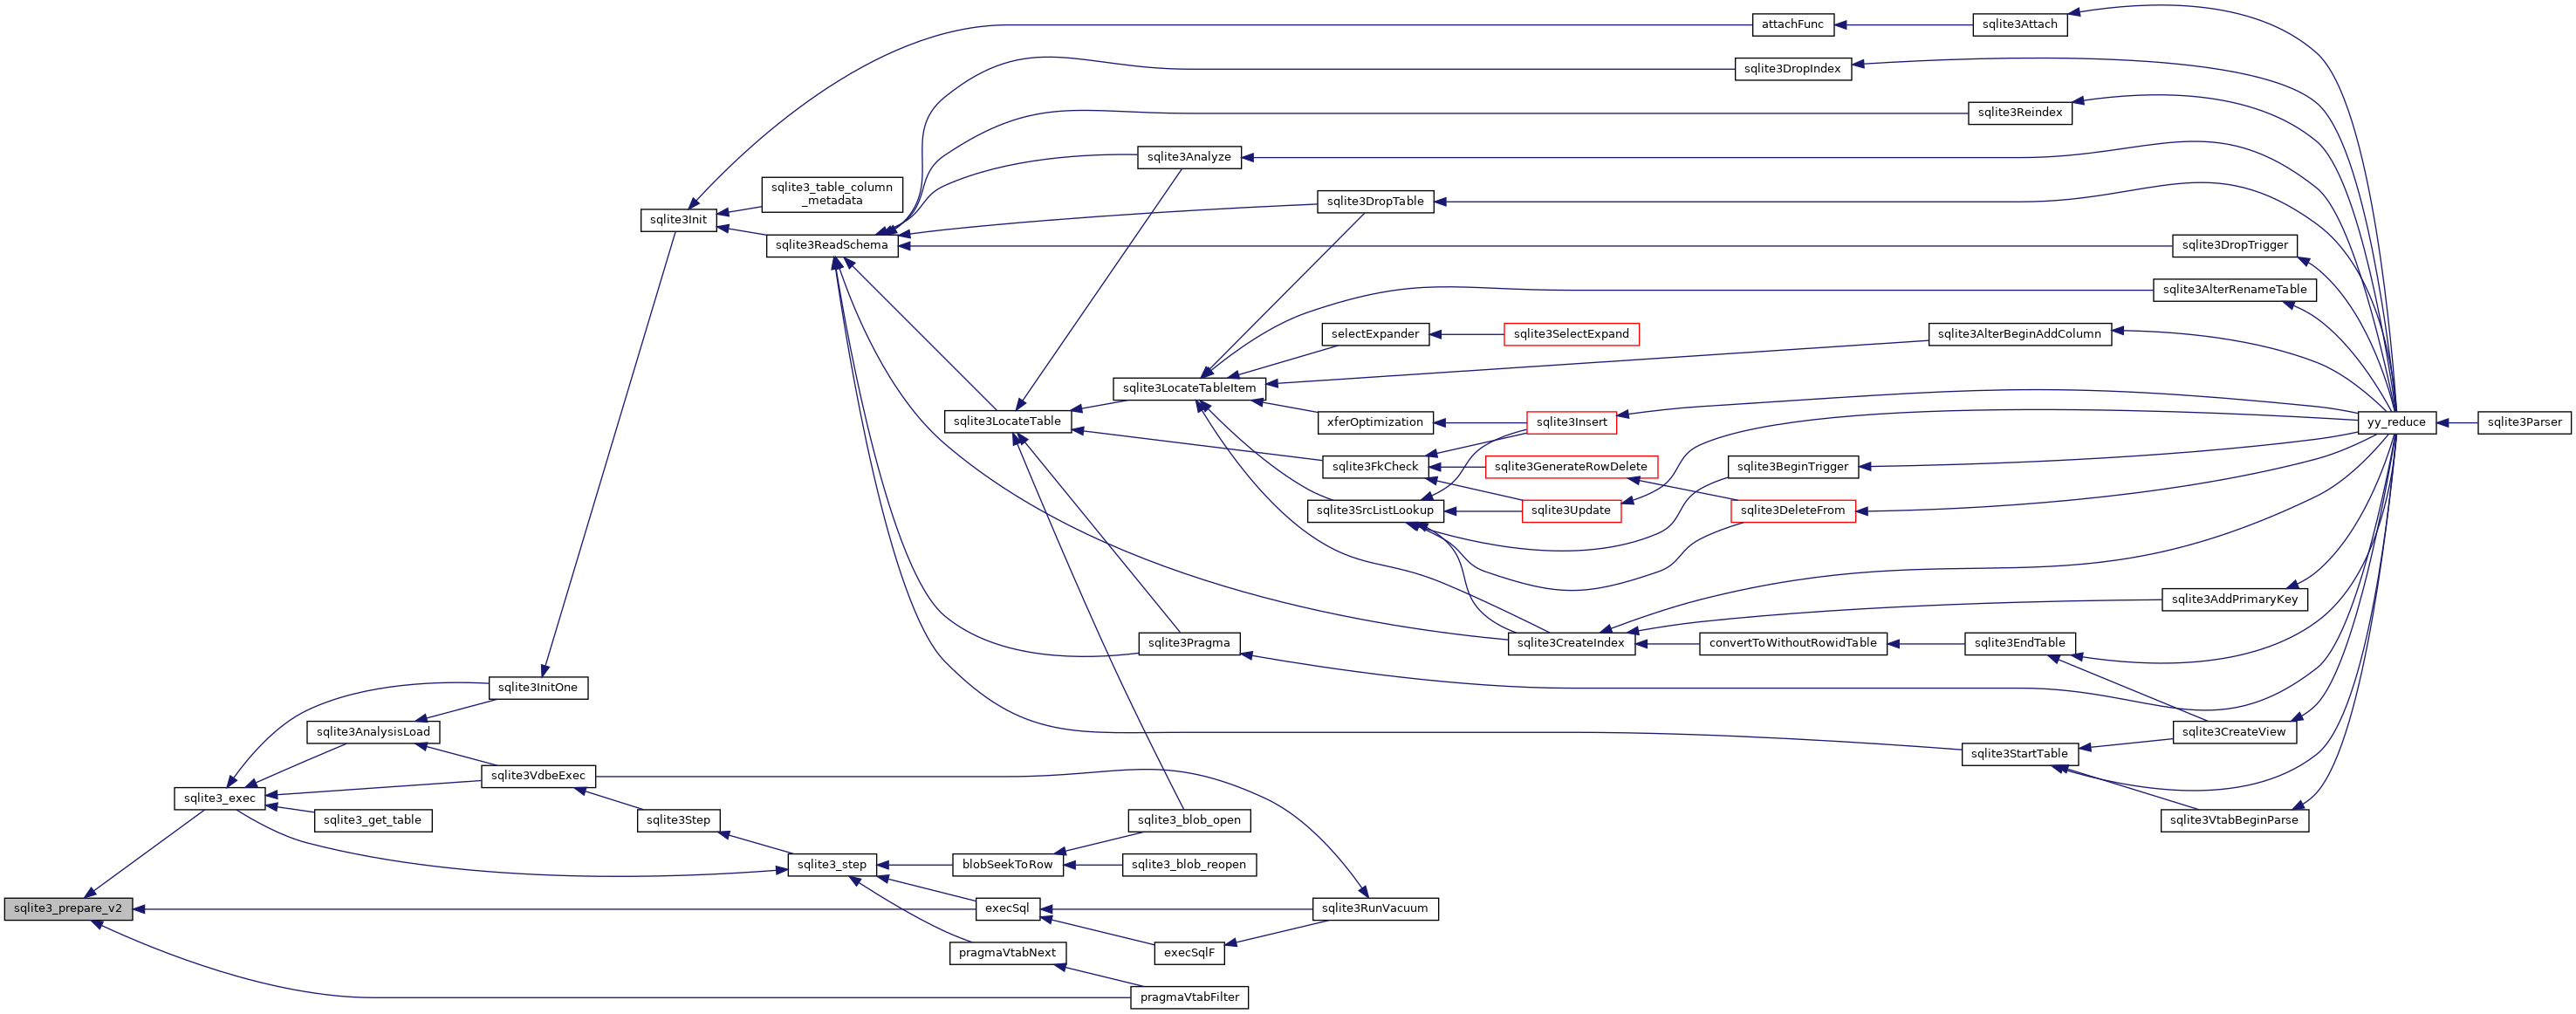 attachFunc
sqlite3Attach
sqlite3DropIndex
sqlite3Reindex
sqlite3Analyze
sqlite3_table_column
_metadata
sqlite3DropTable
sqlite3Init
sqlite3ReadSchema
sqlite3DropTrigger
sqlite3AlterRenameTable
selectExpander
sqlite3SelectExpand
sqlite3AlterBeginAddColumn
sqlite3LocateTableItem
sqlite3LocateTable
xferOptimization
sqlite3Insert
yy_reduce
sqlite3Parser
sqlite3FkCheck
sqlite3GenerateRowDelete
sqlite3BeginTrigger
sqlite3SrcListLookup
sqlite3Update
sqlite3DeleteFrom
sqlite3AddPrimaryKey
sqlite3Pragma
sqlite3CreateIndex
convertToWithoutRowidTable
sqlite3EndTable
sqlite3InitOne
sqlite3AnalysisLoad
sqlite3CreateView
sqlite3StartTable
sqlite3VdbeExec
sqlite3_exec
sqlite3_get_table
sqlite3Step
sqlite3_blob_open
sqlite3VtabBeginParse
sqlite3_step
blobSeekToRow
sqlite3_blob_reopen
sqlite3_prepare_v2
execSql
sqlite3RunVacuum
pragmaVtabNext
execSqlF
pragmaVtabFilter